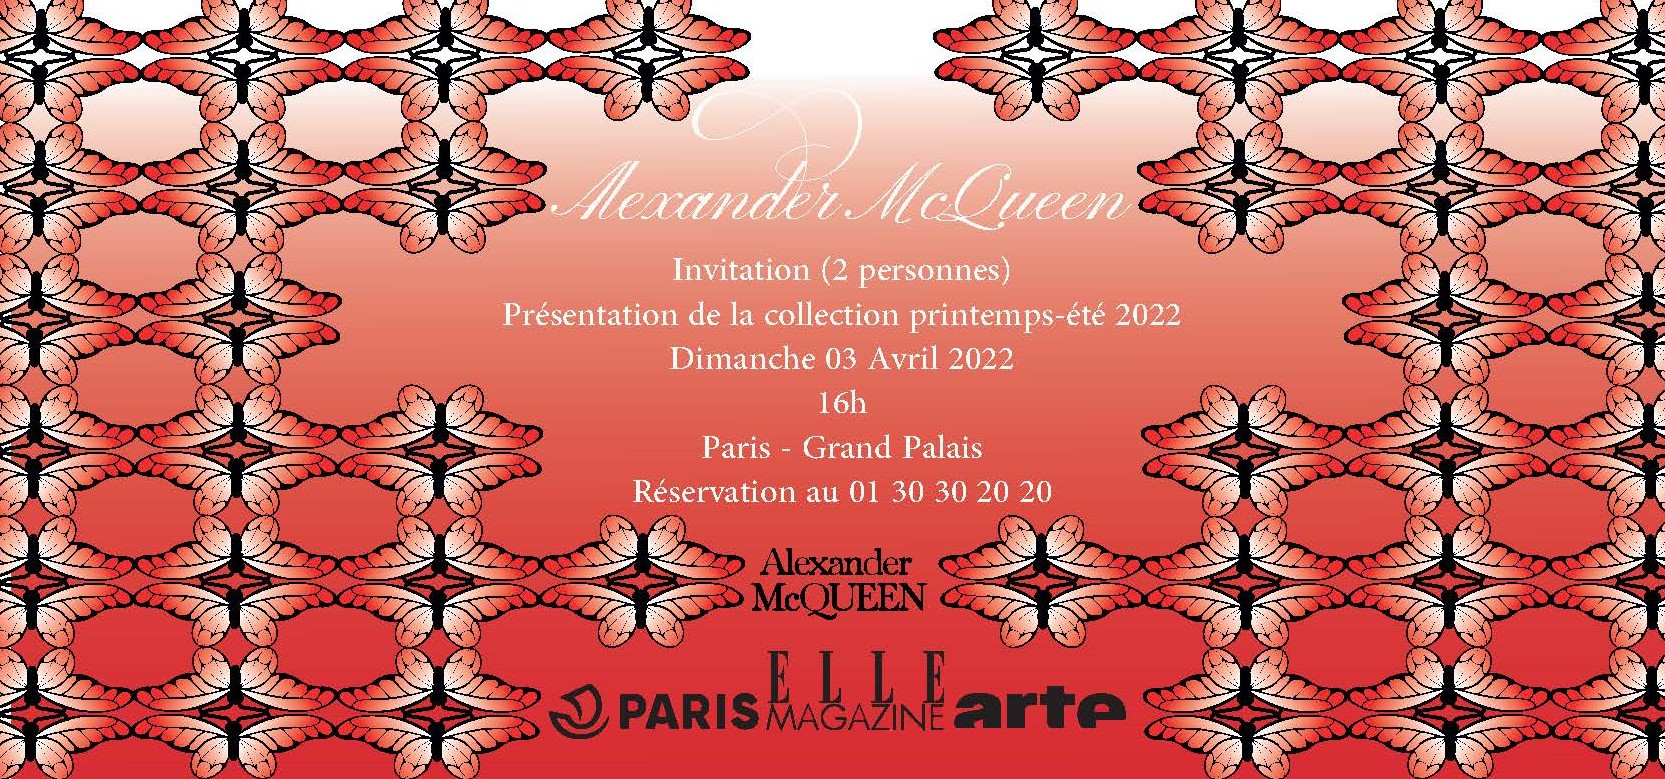 Alexander McQueen
Invitation (2 personnes)
Présentation de la collection printemps-été 2022
Dimanche 03 Avril 2022
16h
Paris - Grand Palais
Réservation au 01 30 30 20 20
Alexander
McQUEEN
PARIS
ELLE
MAGAZINE
arte